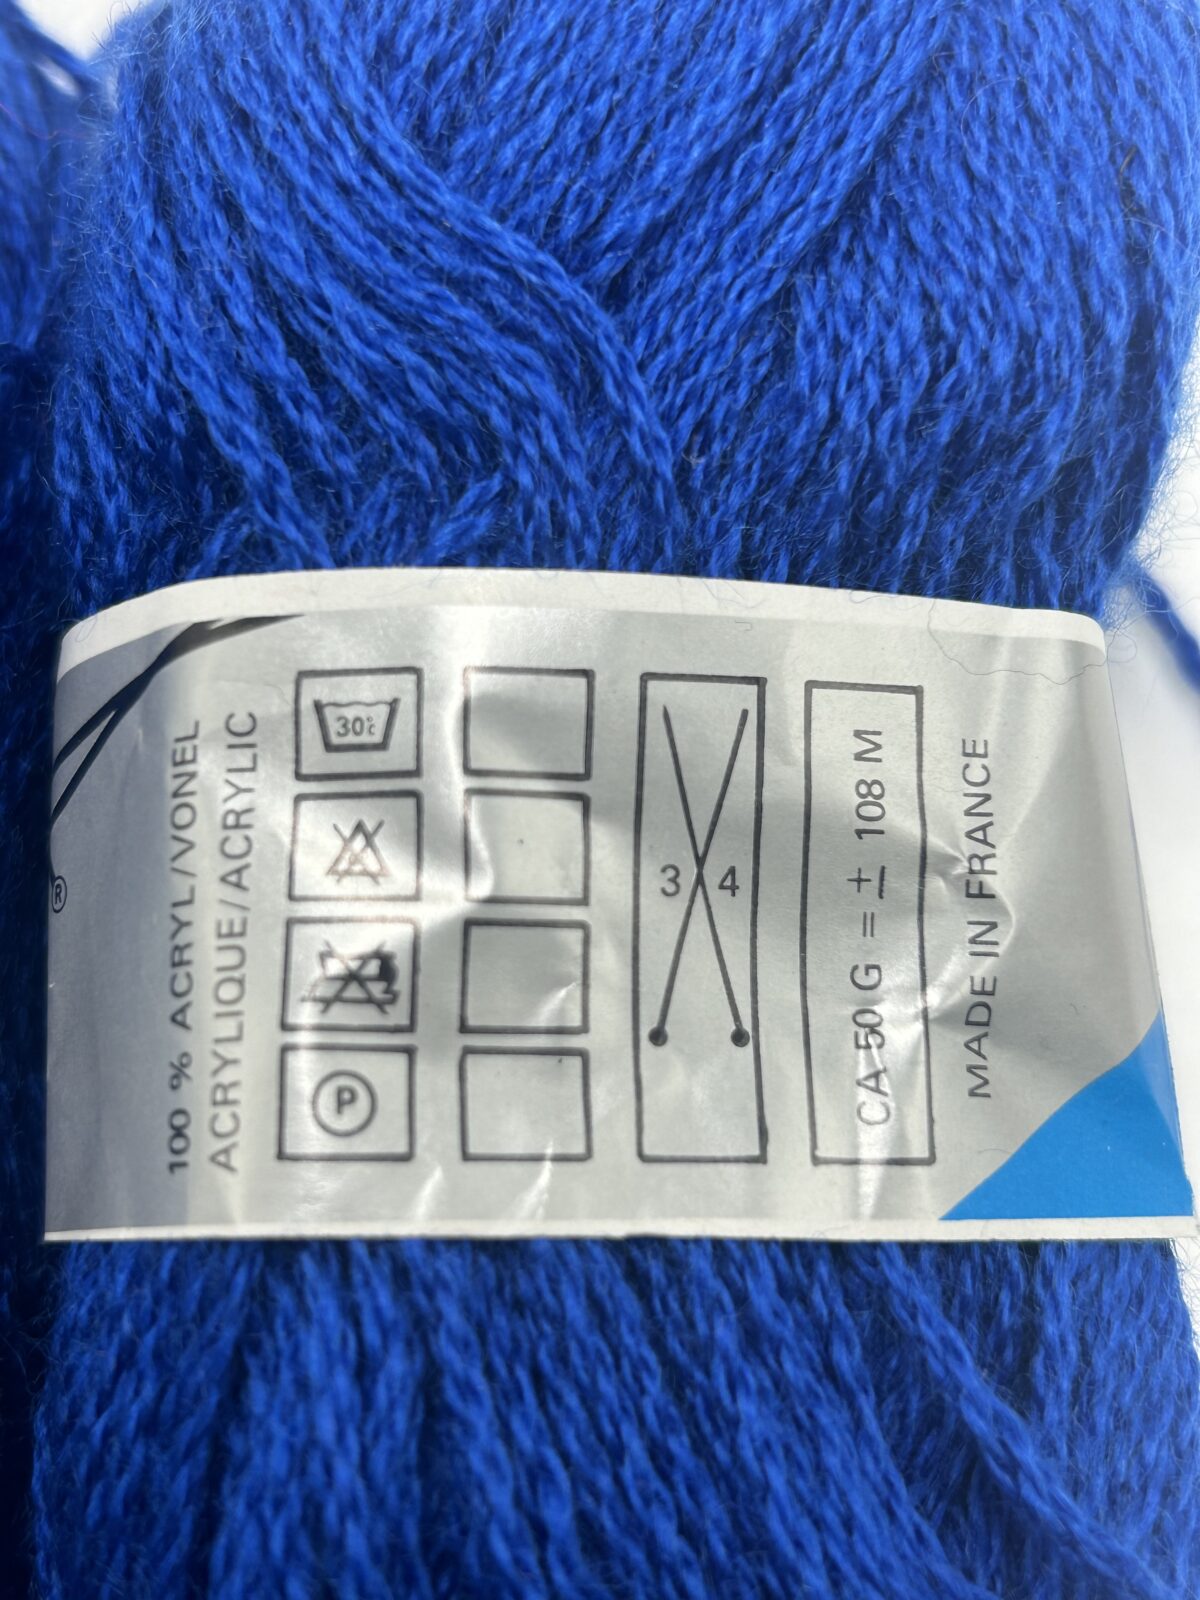 ®
100 % ACRYL/VONEL
ACRYLIQUE/ACRYLIC
30°C
P
3 4
CA 50 G = ± 108 M
MADE IN FRANCE